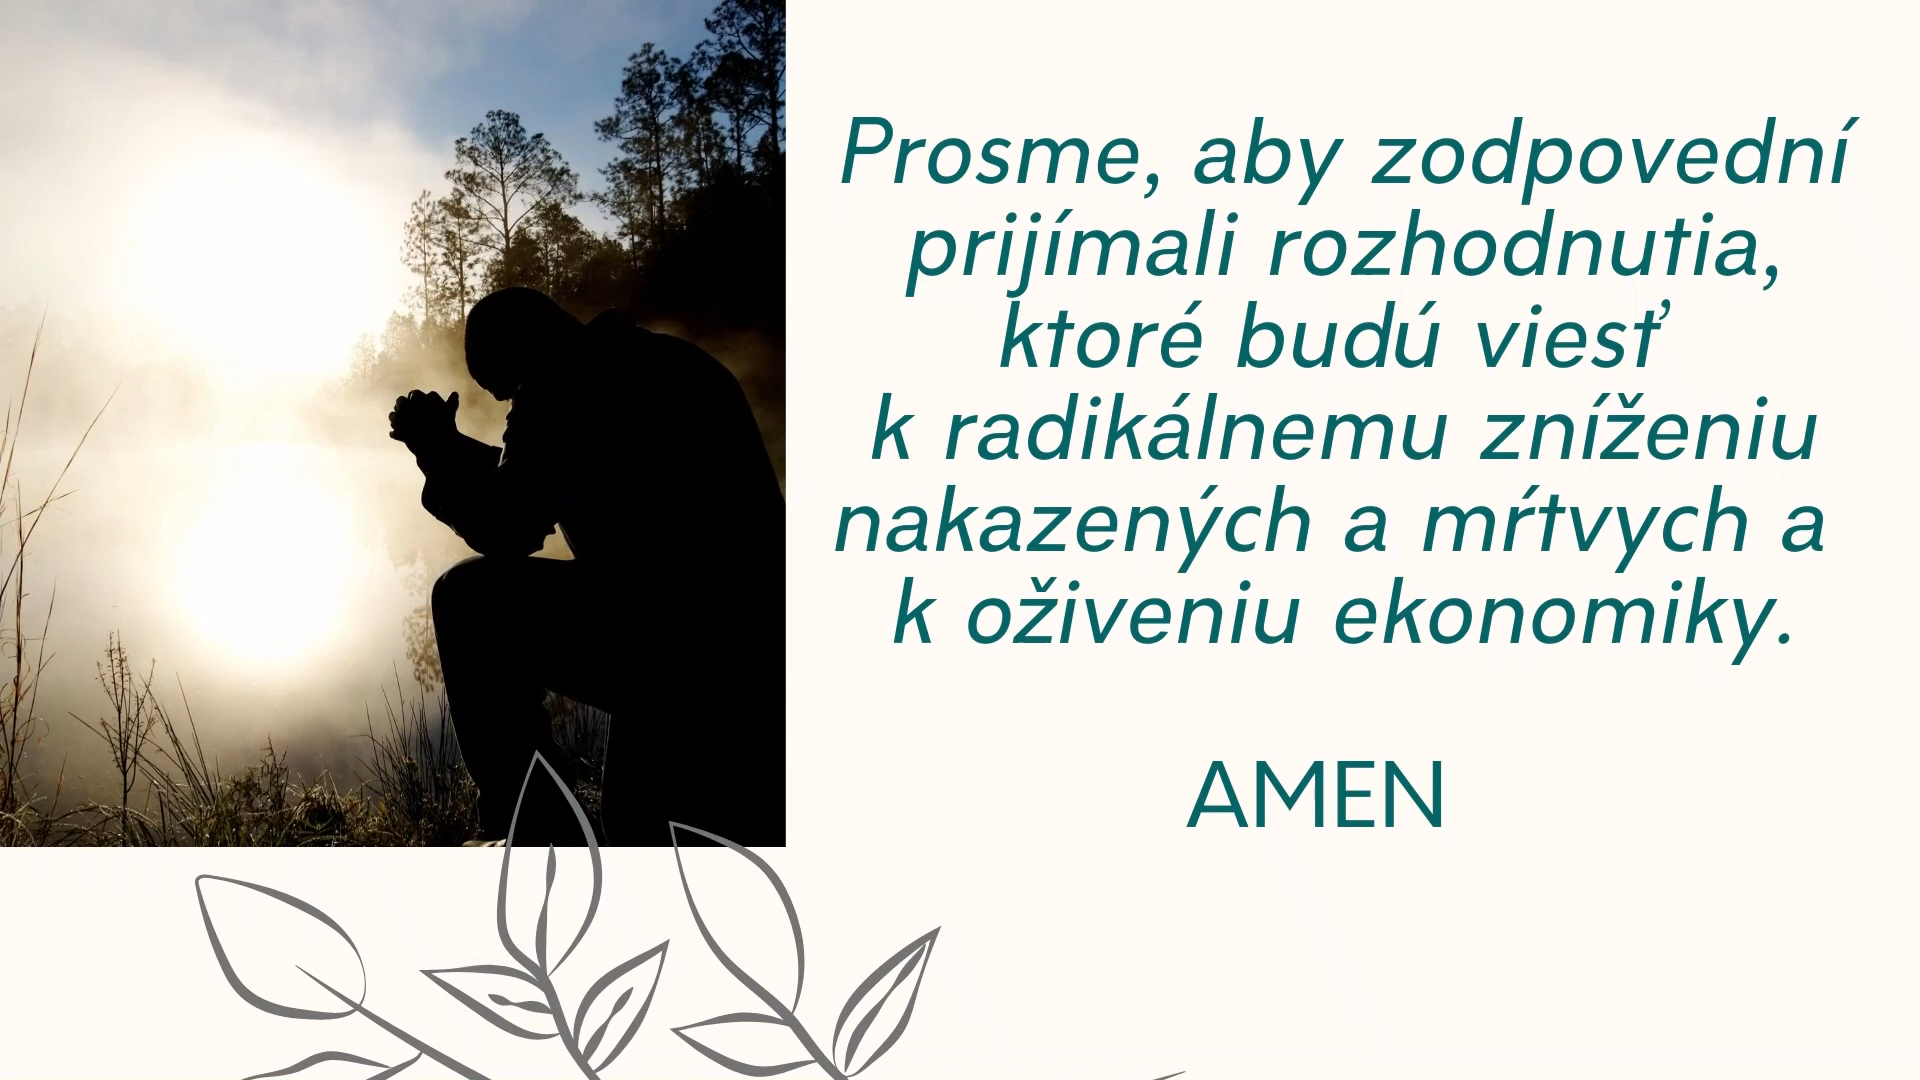 Prosme, aby zodpovední
prijímali rozhodnutia,
ktoré budú viesť
k radikálnemu zníženiu
nakazených a mŕtvych a
k oživeniu ekonomiky.
AMEN